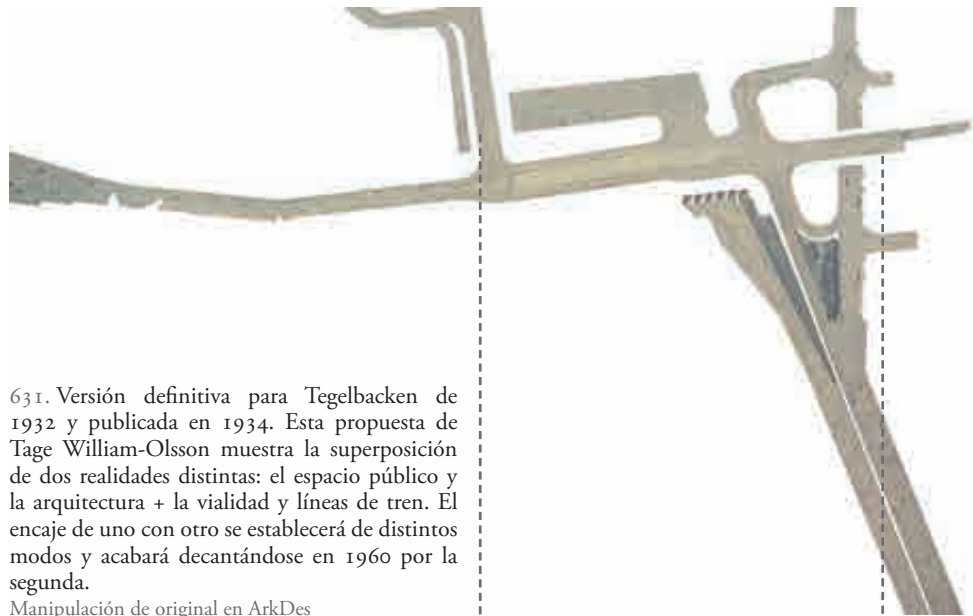 631. Versión definitiva para Tegelbacken de
1932 y publicada en 1934. Esta propuesta de
Tage William-Olsson muestra la superposición
de dos realidades distintas: el espacio público y
la arquitectura + la vialidad y líneas de tren. El
encaje de uno con otro se establecerá de distintos
modos y acabará decantándose en 1960 por la
segunda.
Manipulación de original en ArkDes